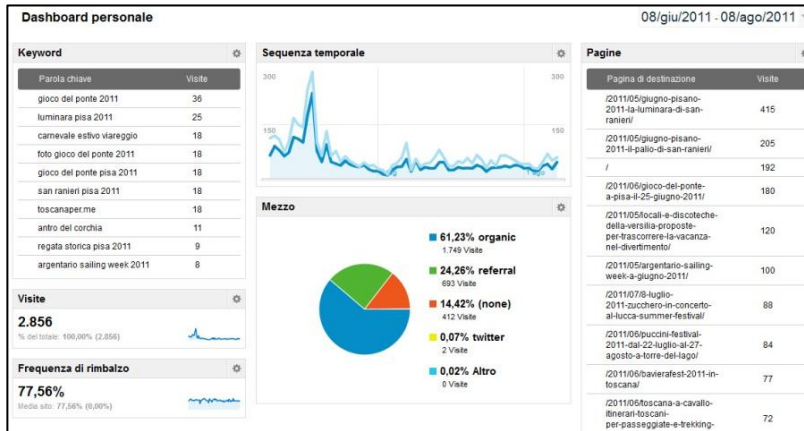 Dashboard personale
08/giu/2011 - 08/ago/2011
Keyword
Parola chiave Visite
gioco del ponte 2011 36
luminara pisa 2011 25
carnevale estivo viareggio 18
foto gioco del ponte 2011 18
gioco del ponte pisa 2011 18
san ranieri pisa 2011 18
toscanaper.me 18
antro del corchia 11
regata storica pisa 2011 9
argentario sailing week 2011 8
Visite
2.856
% del totale: 100,00% (2.856)
Frequenza di rimbalzo
77,56%
Media sito: 77,56% (0,00%)
Sequenza temporale
300 300
150 150
Mezzo
61,23% organic
1.749 Visite
24,26% referral
693 Visite
14,42% (none)
412 Visite
0,07% twitter
2 Visite
0,02% Altro
0 Visite
Pagine
Pagina di destinazione Visite
/2011/05/giugno-pisano-
2011-la-luminara-di-san- 415
ranieri/
/2011/05/giugno-pisano- 205
2011-il-palio-di-san-ranieri/
/ 192
/2011/06/gioco-del-ponte- 180
a-pisa-il-25-giugno-2011/
/2011/05/locali-e-discoteche-
della-versilia-proposte- 120
per-trascorrere-la-vacanza-
nel-divertimento/
/2011/05/argentario-sailing- 100
week-a-giugno-2011/
/2011/07/8-luglio-
2011-zucchero-in-concerto- 88
al-lucca-summer-festival/
/2011/06/puccini-festival-
2011-dal-22-luglio-al-27- 84
agosto-a-torre-del-lago/
/2011/06/bavierafest-2011-in- 77
toscana/
/2011/06/toscana-a-cavallo-
itinerari-toscani- 72
per-passeggiate-e-trekking-